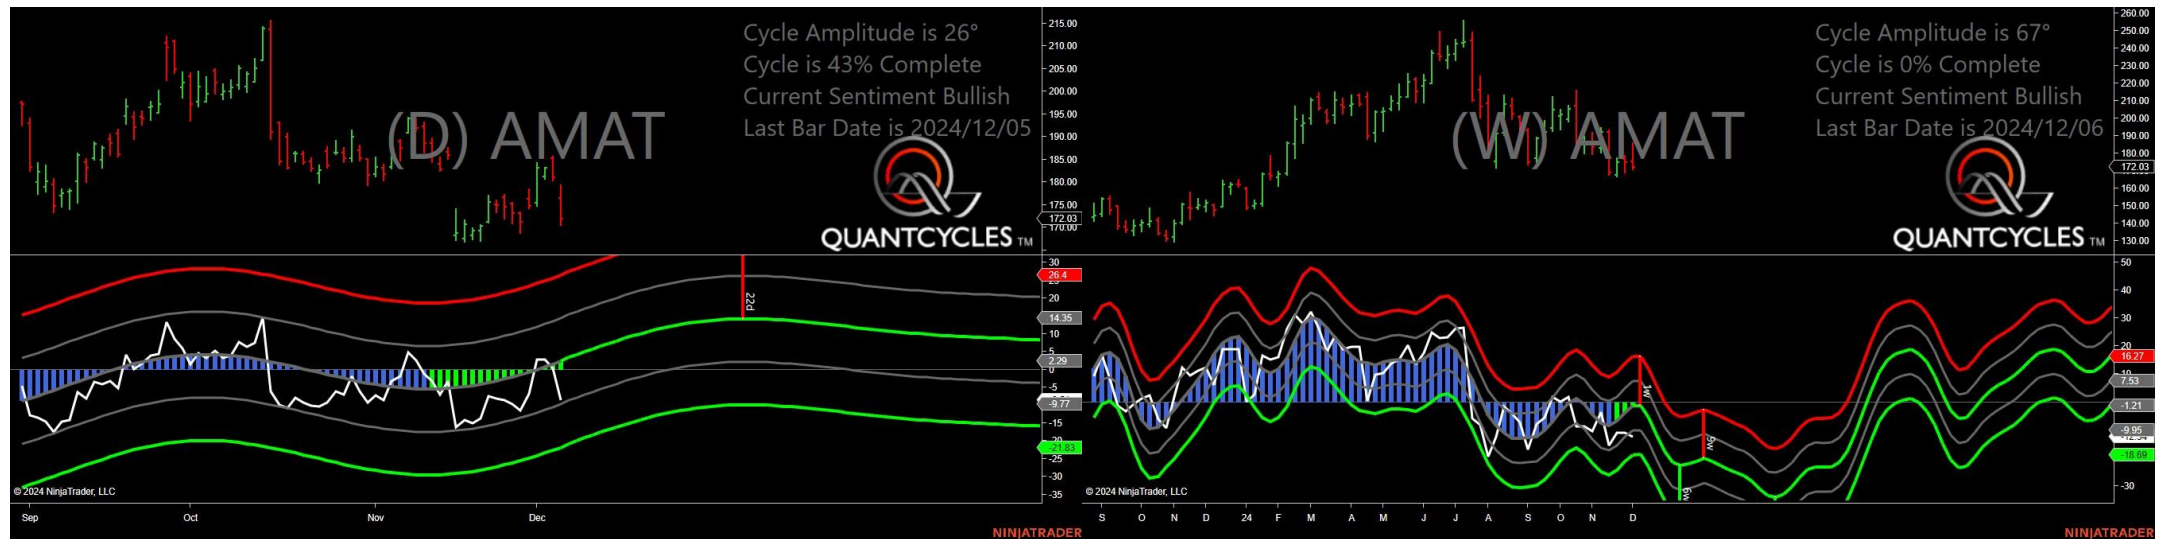 Cycle Amplitude is 26°
Cycle is 43% Complete
Current Sentiment Bullish
Last Bar Date is 2024/12/05
(D) AMAT
QUANTCYCLES TM
215.00
210.00
205.00
200.00
195.00
190.00
185.00
180.00
175.00
172.03
170.00
30
26.4
20
14.35
10
5
2.29
0
-5
-9.77
-15
-21.83
-25
-30
-35
22d
© 2024 NinjaTrader, LLC
Sep Oct Nov Dec
NINJATRADER
Cycle Amplitude is 67°
Cycle is 0% Complete
Current Sentiment Bullish
Last Bar Date is 2024/12/06
(W) AMAT
QUANTCYCLES TM
260.00
250.00
240.00
230.00
220.00
210.00
200.00
190.00
180.00
172.03
160.00
150.00
140.00
130.00
50
40
30
20
16.27
10
7.53
-1.21
-9.95
-18.69
-30
1w
9w
6w
© 2024 NinjaTrader, LLC
S O N D 24 F M A M J J A S O N D
NINJATRADER